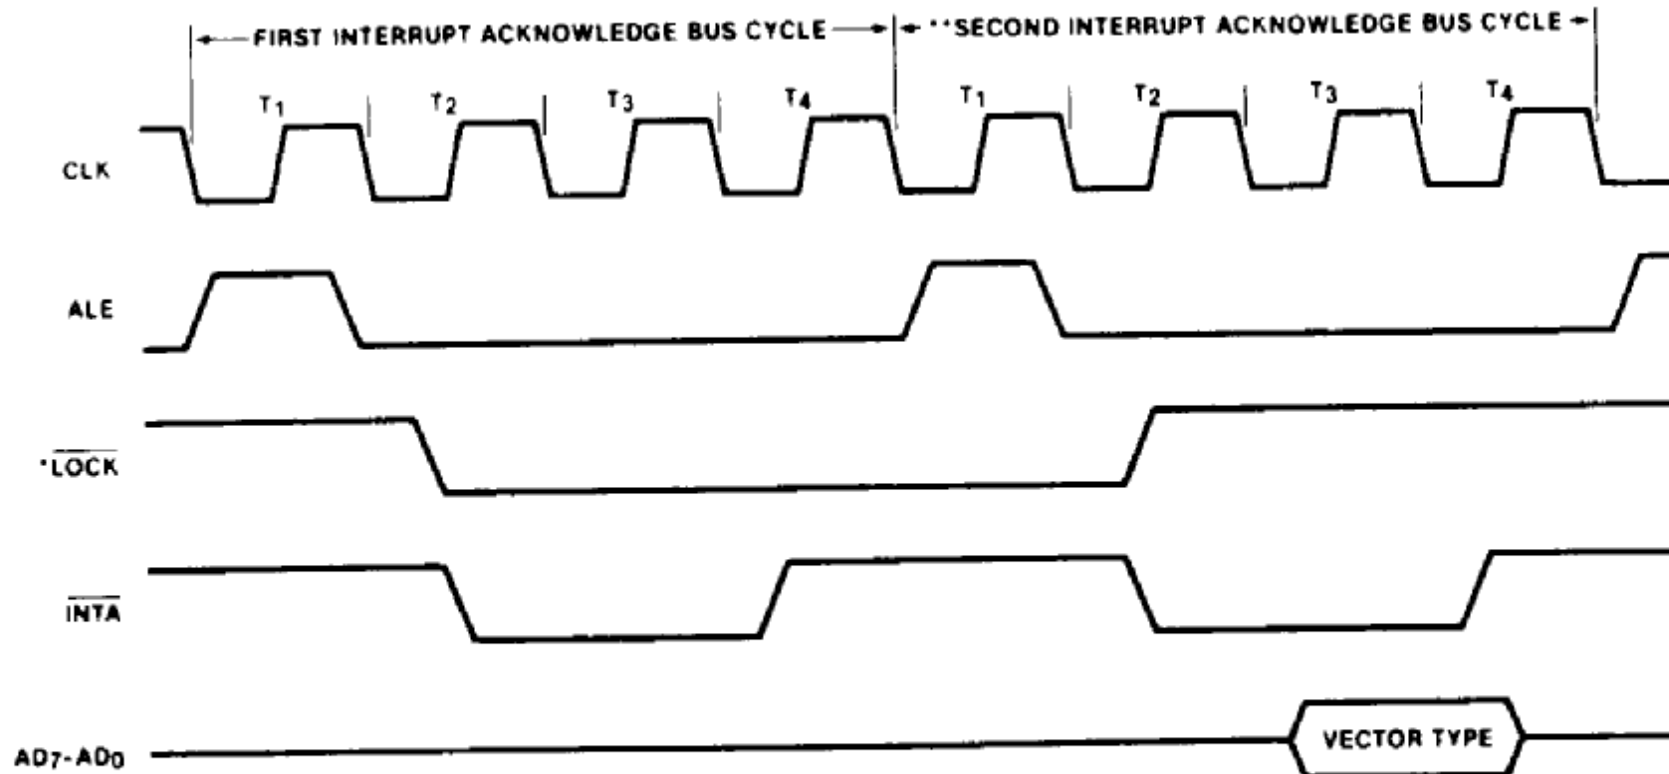 FIRST INTERRUPT ACKNOWLEDGE BUS CYCLE
**SECOND INTERRUPT ACKNOWLEDGE BUS CYCLE
T1 T2 T3 T4 T1 T2 T3 T4
CLK
ALE
*LOCK
INTA
AD7-AD0 VECTOR TYPE